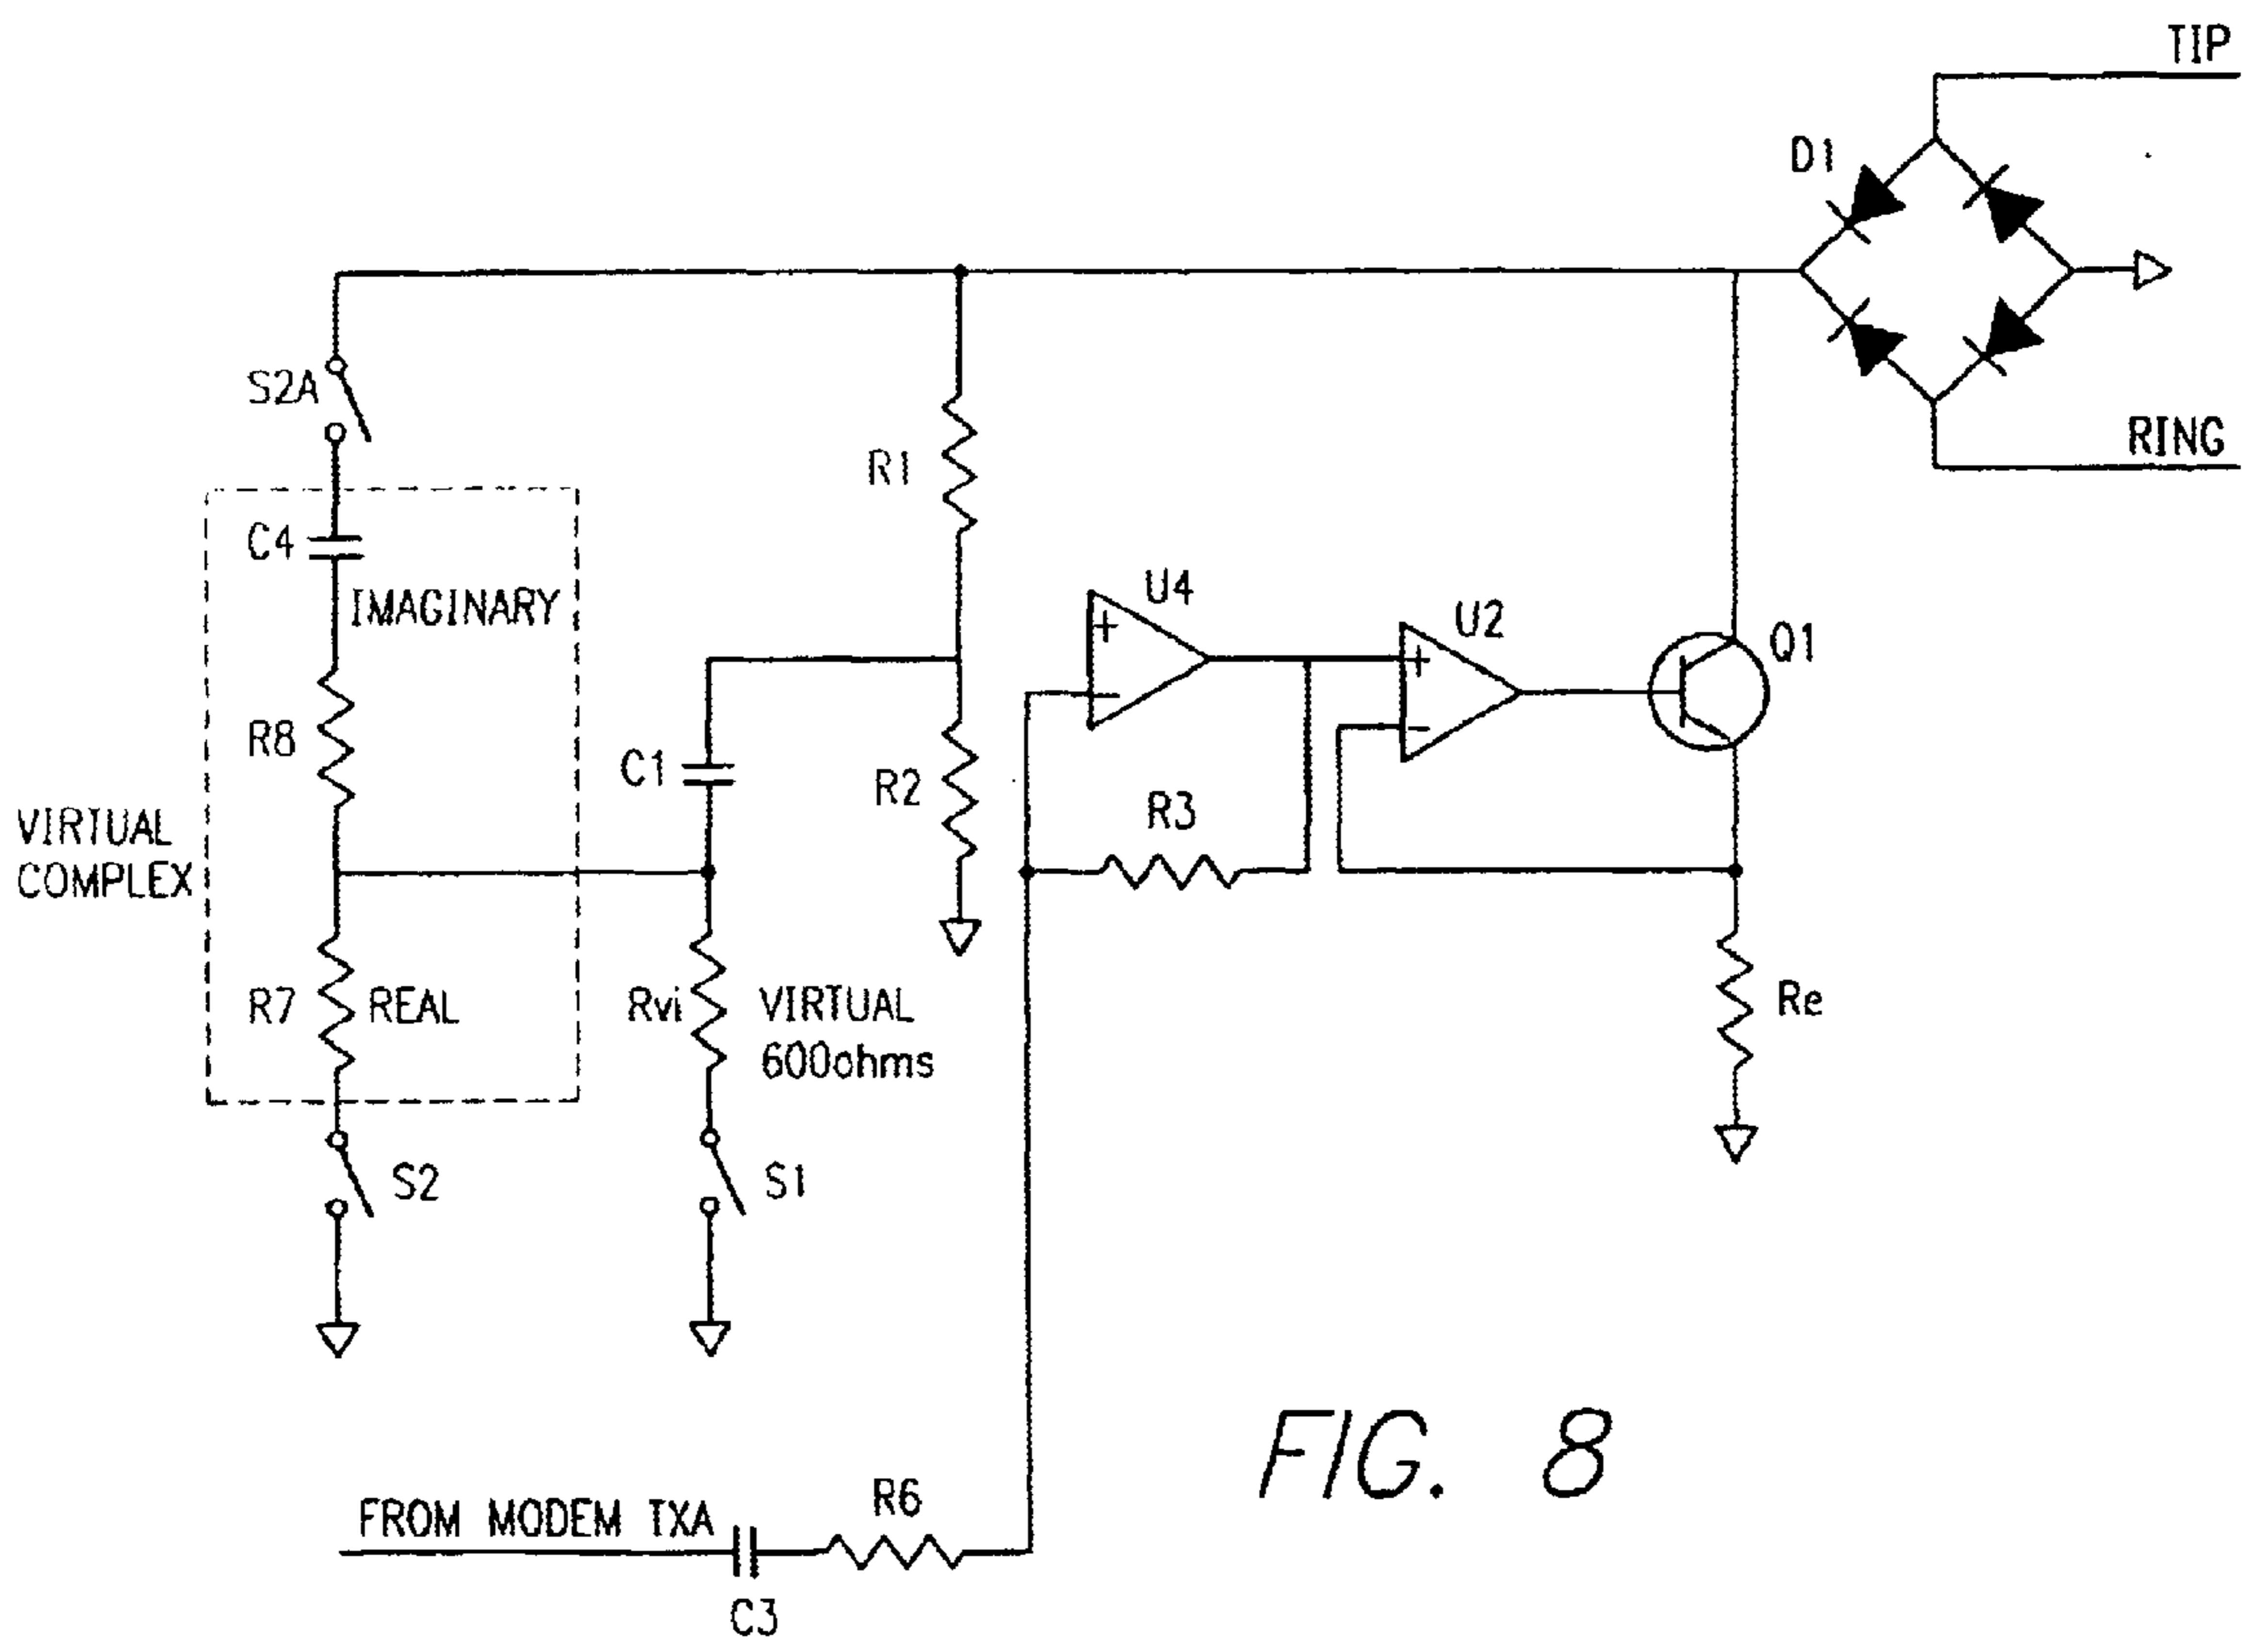 TIP
D1
RING
S2A
R1
C4
IMAGINARY
U4
+
−
U2
+
−
Q1
R8
C1
R2
R3
VIRTUAL
COMPLEX
R7
REAL
Rvi
VIRTUAL
600ohms
Re
S2
S1
FIG. 8
FROM MODEM TXA
R6
C3